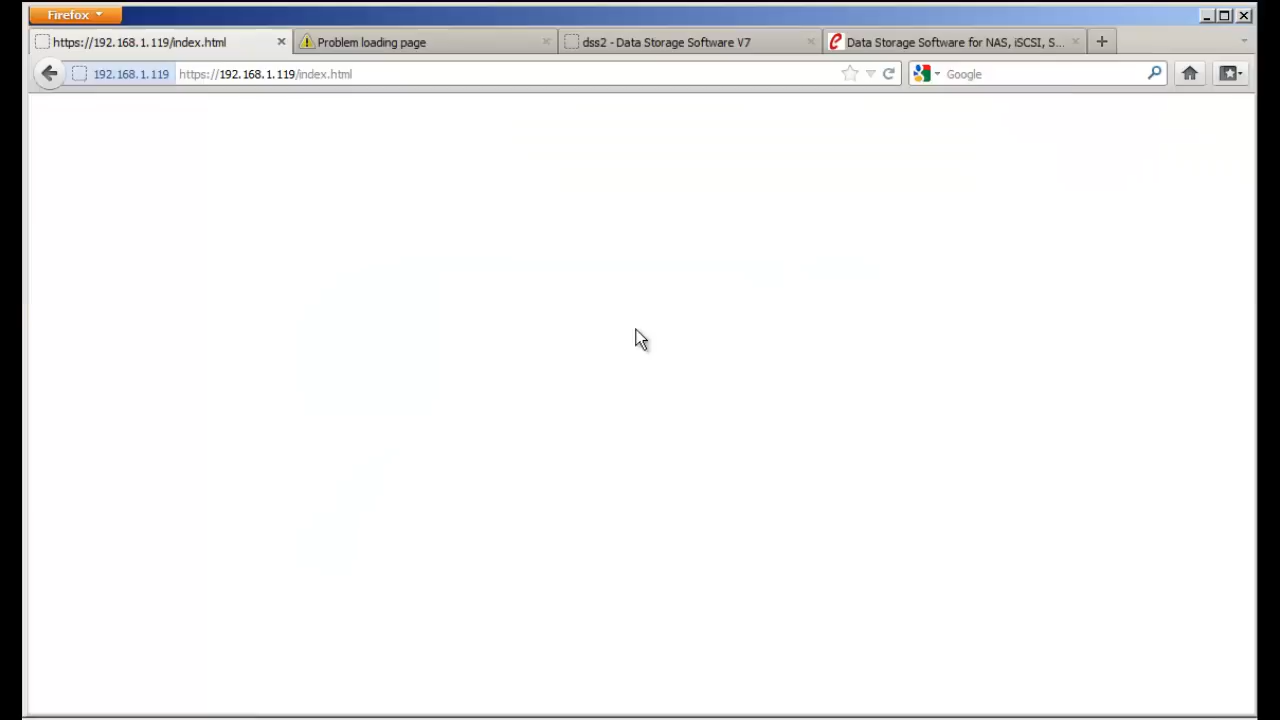 Firefox
https://192.168.1.119/index.html
Problem loading page
dss2 - Data Storage Software V7
Data Storage Software for NAS, iSCSI, S...
192.168.1.119
https://192.168.1.119/index.html
Google